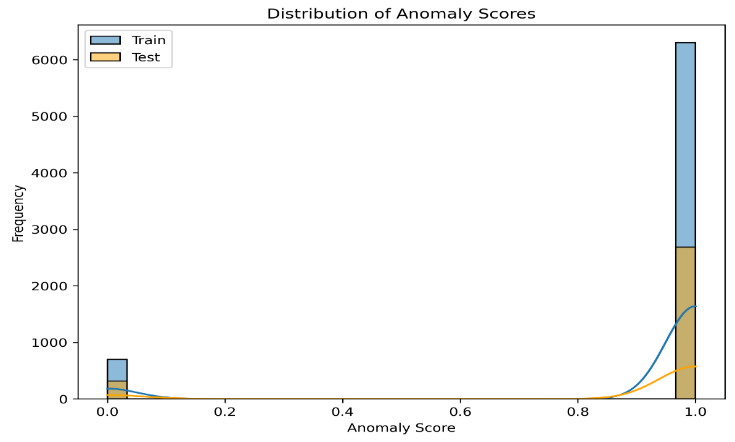 Distribution of Anomaly Scores
Train
Test
6000
5000
4000
3000
2000
1000
0
Frequency
0.0 0.2 0.4 0.6 0.8 1.0
Anomaly Score